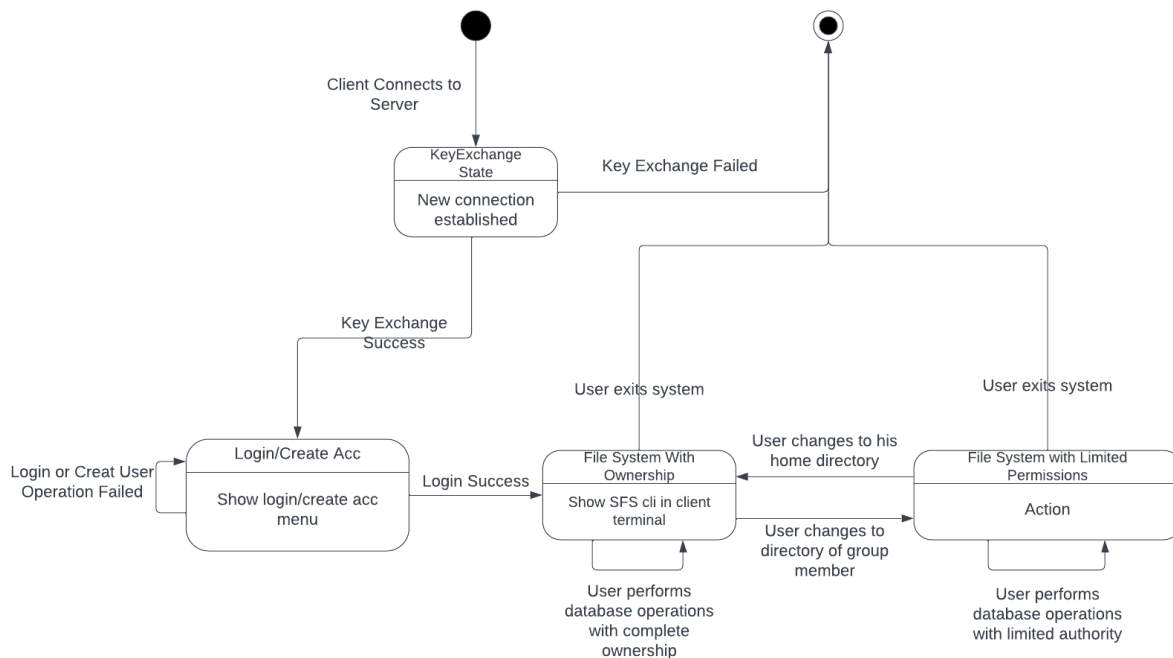 Client Connects to
Server
KeyExchange
State
New connection
established
Key Exchange Failed
Key Exchange
Success
User exits system
User exits system
Login/Create Acc
Show login/create acc
menu
Login or Creat User
Operation Failed
Login Success
File System With
Ownership
Show SFS cli in client
terminal
User changes to his
home directory
User changes to
directory of group
member
File System with Limited
Permissions
Action
User performs
database operations
with complete
ownership
User performs
database operations
with limited authority